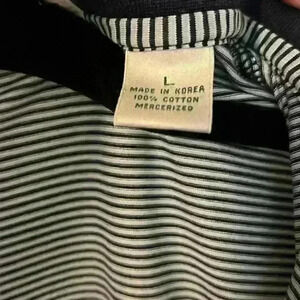 L
MADE IN KOREA
100% COTTON
MERCERIZED